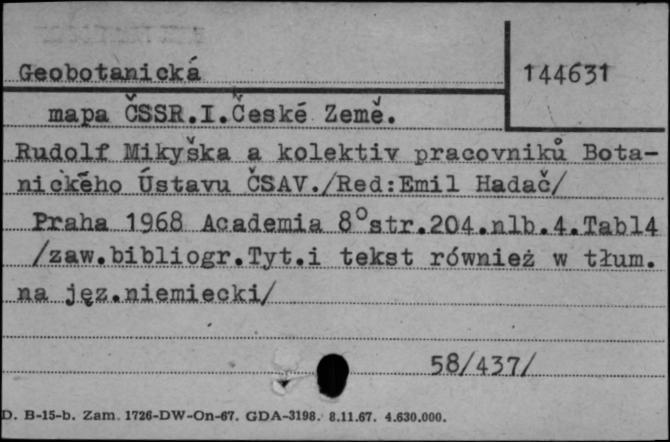 Geobotanická
144631
mapa ČSSR.I.České Země.
Rudolf Mikyška a kolektiv pracovniků Bota-
nického Ústavu ČSAV./Red:Emil Hadač/
Praha 1968 Academia 8°str.204.nlb.4.Tabl4
/zaw.bibliogr.Tyt.i tekst również w tłum.
na jęz.niemiecki/
58/437/
D. B-15-b. Zam. 1726-DW-On-67. GDA-3198. 8.11.67. 4.630.000.